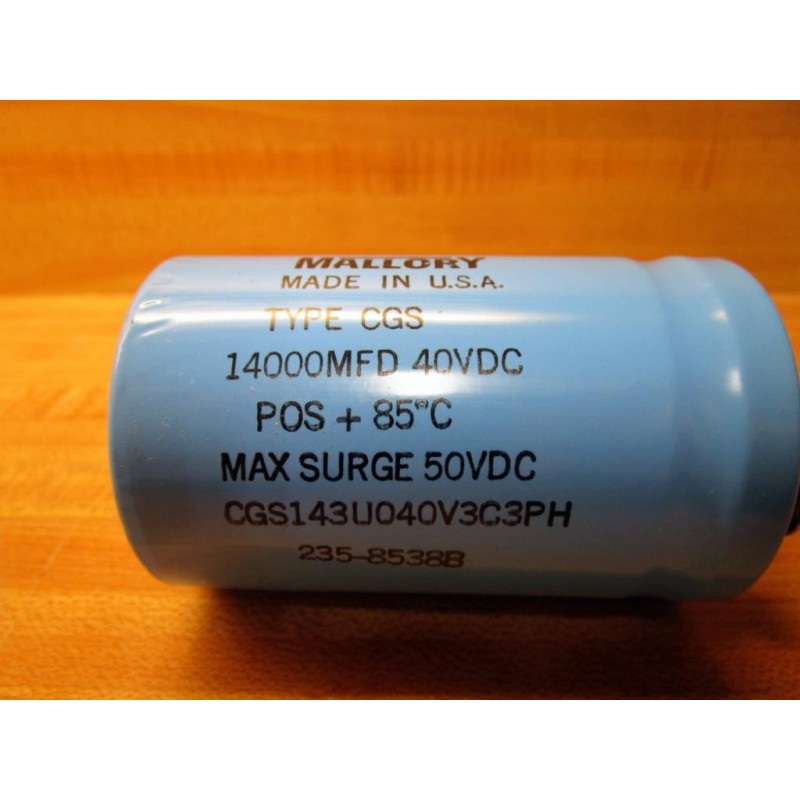 MALLORY
MADE IN U.S.A.
TYPE CGS
14000MFD 40VDC
POS + 85°C
MAX SURGE 50VDC
CGS143U040V3C3PH
235-8538B